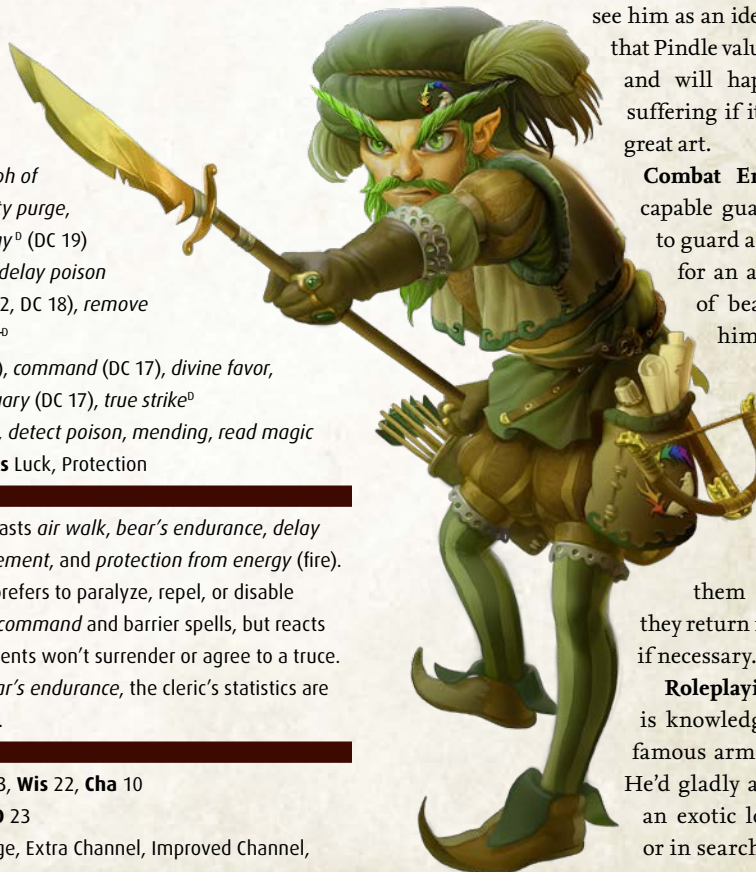 ph of
ty purge,
gyᴰ (DC 19)
delay poison
2, DC 18), remove
ᴰ
), command (DC 17), divine favor,
ary (DC 17), true strikeᴰ
, detect poison, mending, read magic
s Luck, Protection
asts air walk, bear's endurance, delay
ement, and protection from energy (fire).
prefers to paralyze, repel, or disable
command and barrier spells, but reacts
ents won't surrender or agree to a truce.
ar's endurance, the cleric's statistics are
.
3, Wis 22, Cha 10
D 23
ge, Extra Channel, Improved Channel,
see him as an ide
that Pindle valu
and will hap
suffering if it
great art.
Combat En
capable gua
to guard a
for an a
of bea
him
them
they return i
if necessary.
Roleplayi
is knowledg
famous arm
He'd gladly a
an exotic lo
or in search